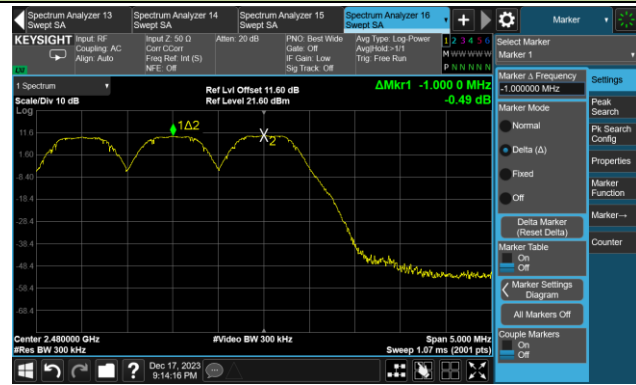 Spectrum Analyzer 13
Swept SA
Spectrum Analyzer 14
Swept SA
Spectrum Analyzer 15
Swept SA
Spectrum Analyzer 16
Swept SA
Marker
KEYSIGHT
Input: RF
Coupling: AC
Align: Auto
Input Z: 50 Ω
Corr CCorr
Freq Ref: Int (S)
NFE: Off
Atten: 20 dB
PNO: Best Wide
Gate: Off
IF Gain: Low
Sig Track: Off
Avg Type: Log-Power
Avg|Hold:>1/1
Trig: Free Run
1 2 3 4 5 6
M W W W W W
P N N N N N
Select Marker
Marker 1
1 Spectrum
Scale/Div 10 dB
Log
Ref Lvl Offset 11.60 dB
Ref Level 21.60 dBm
ΔMkr1 -1.000 0 MHz
-0.49 dB
1Δ2
X2
11.6
1.60
-8.40
-18.4
-28.4
-38.4
-48.4
-58.4
-68.4
Center 2.480000 GHz
#Res BW 300 kHz
#Video BW 300 kHz
Span 5.000 MHz
Sweep 1.07 ms (2001 pts)
Marker Δ Frequency
-1.000000 MHz
Marker Mode
Normal
Delta (Δ)
Fixed
Off
Delta Marker
(Reset Delta)
Marker Table
On
Off
Marker Settings
Diagram
All Markers Off
Couple Markers
On
Off
Settings
Peak
Search
Pk Search
Config
Properties
Marker
Function
Marker→
Counter
?
Dec 17, 2023
9:14:16 PM